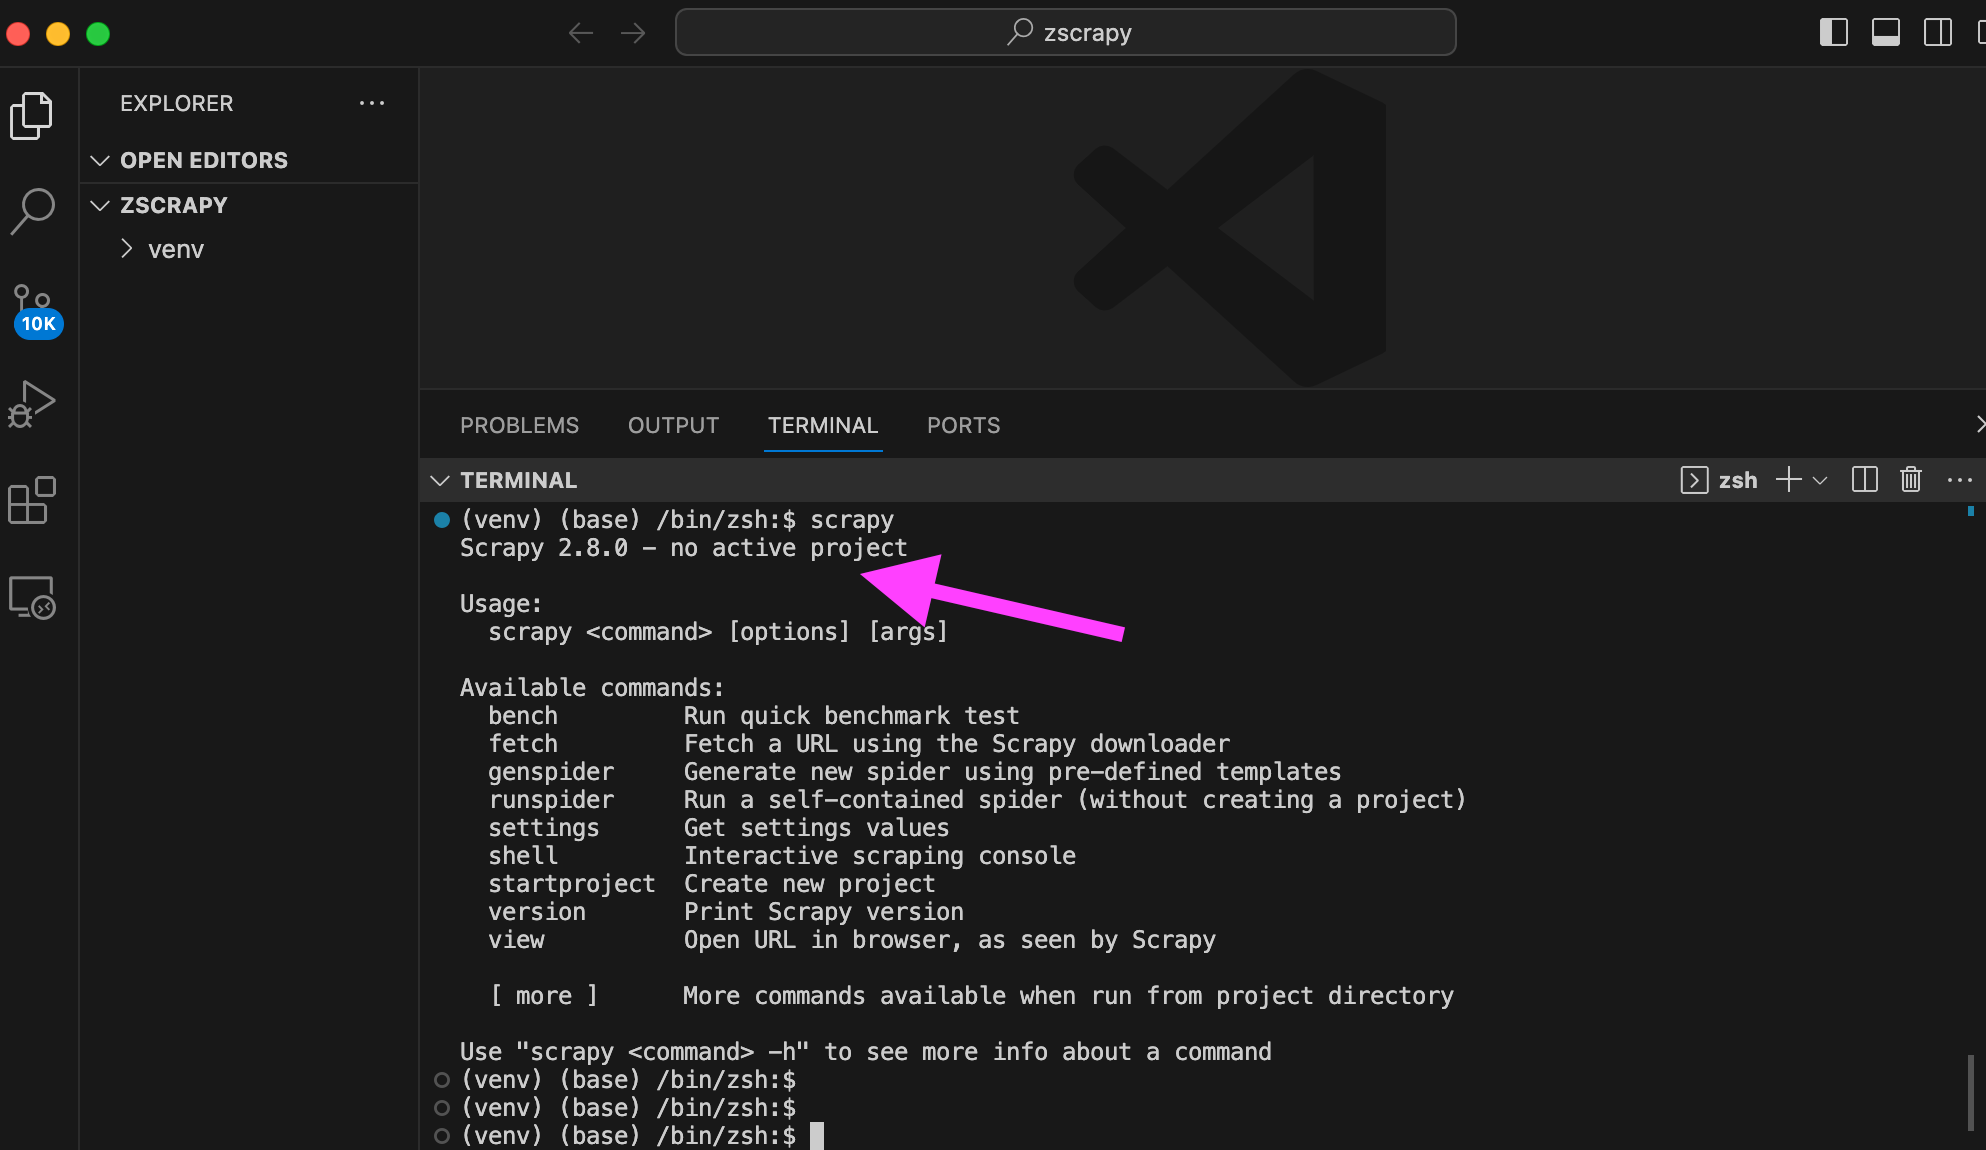 zscrapy
EXPLORER
OPEN EDITORS
ZSCRAPY
venv
10K
PROBLEMS OUTPUT TERMINAL PORTS
TERMINAL
zsh
(venv) (base) /bin/zsh:$ scrapy
Scrapy 2.8.0 - no active project
Usage:
scrapy <command> [options] [args]
Available commands:
bench Run quick benchmark test
fetch Fetch a URL using the Scrapy downloader
genspider Generate new spider using pre-defined templates
runspider Run a self-contained spider (without creating a project)
settings Get settings values
shell Interactive scraping console
startproject Create new project
version Print Scrapy version
view Open URL in browser, as seen by Scrapy
[ more ] More commands available when run from project directory
Use "scrapy <command> -h" to see more info about a command
(venv) (base) /bin/zsh:$
(venv) (base) /bin/zsh:$
(venv) (base) /bin/zsh:$